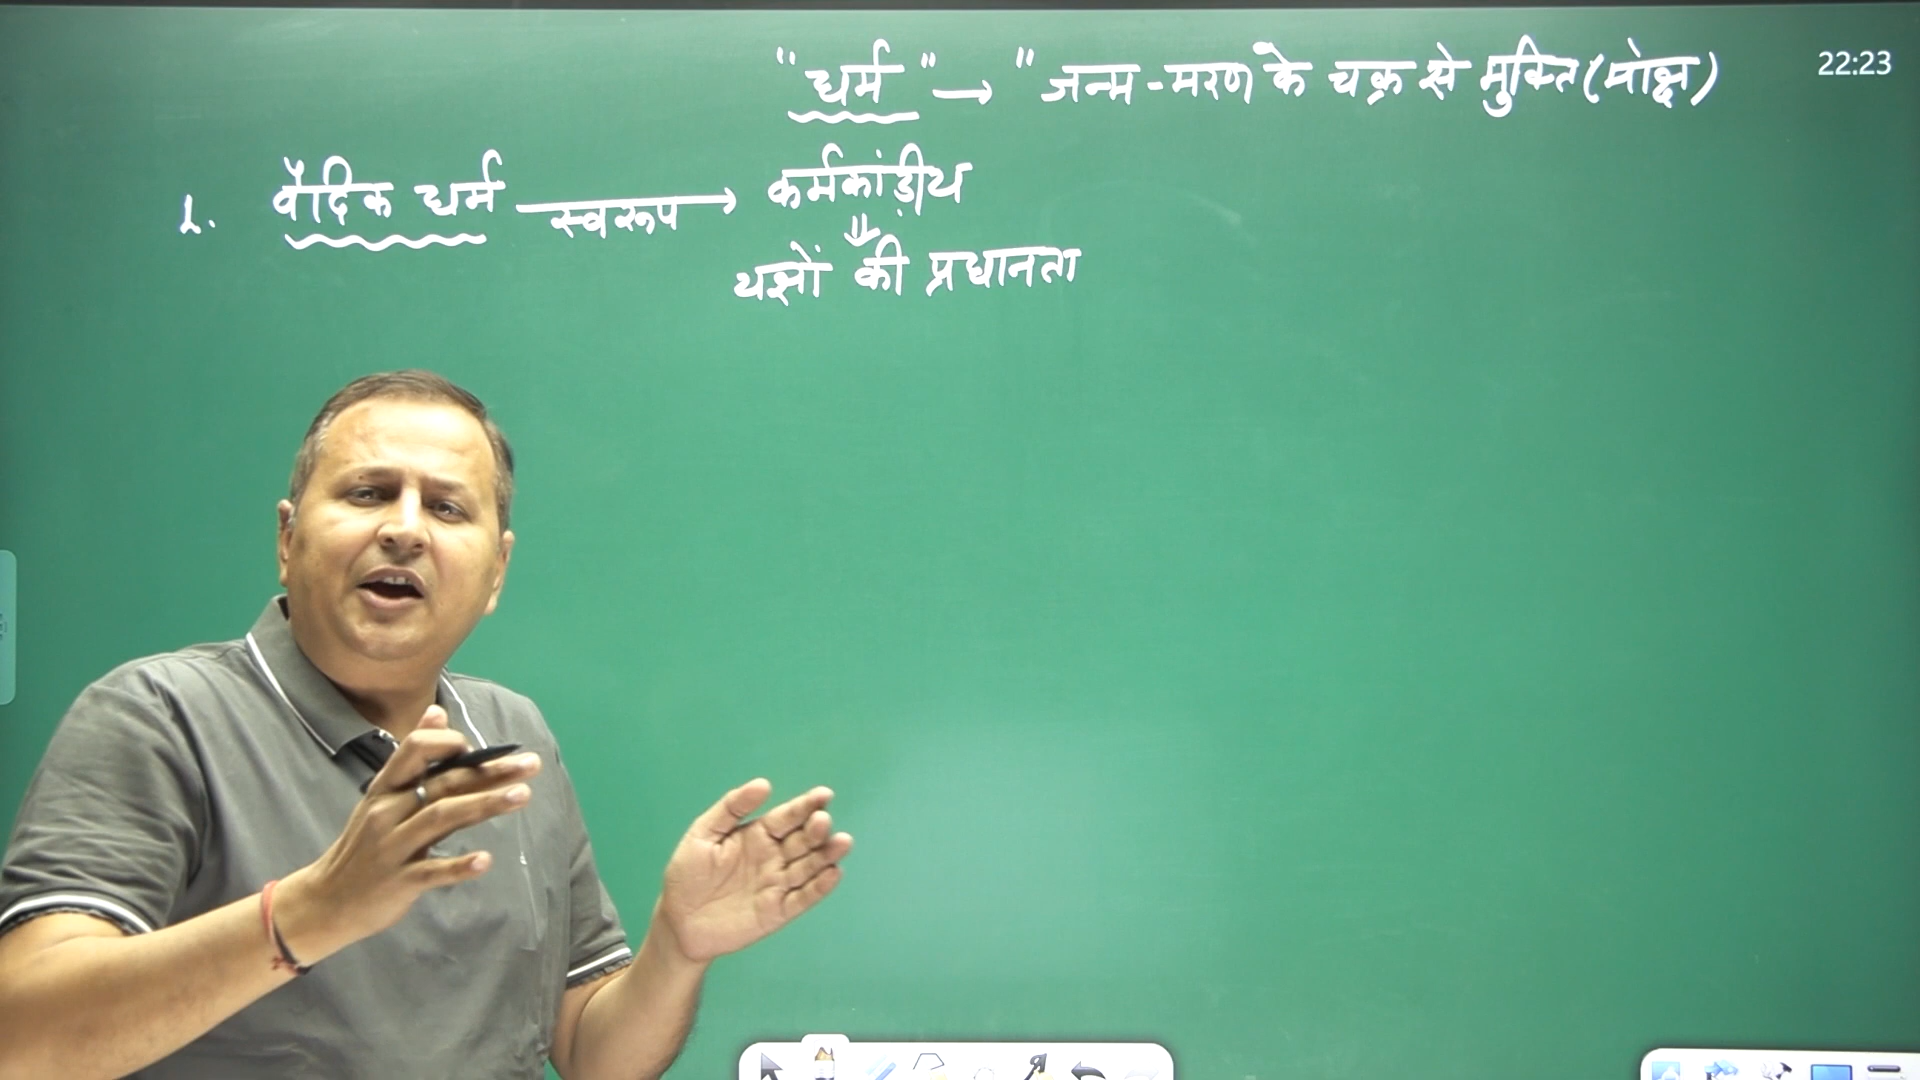 "धर्म" → "जन्म-मरण के चक्र से मुक्ति (मोक्ष)
22:23
1. वैदिक धर्म स्वरूप → कर्मकांडीय
⇓
यज्ञों की प्रधानता